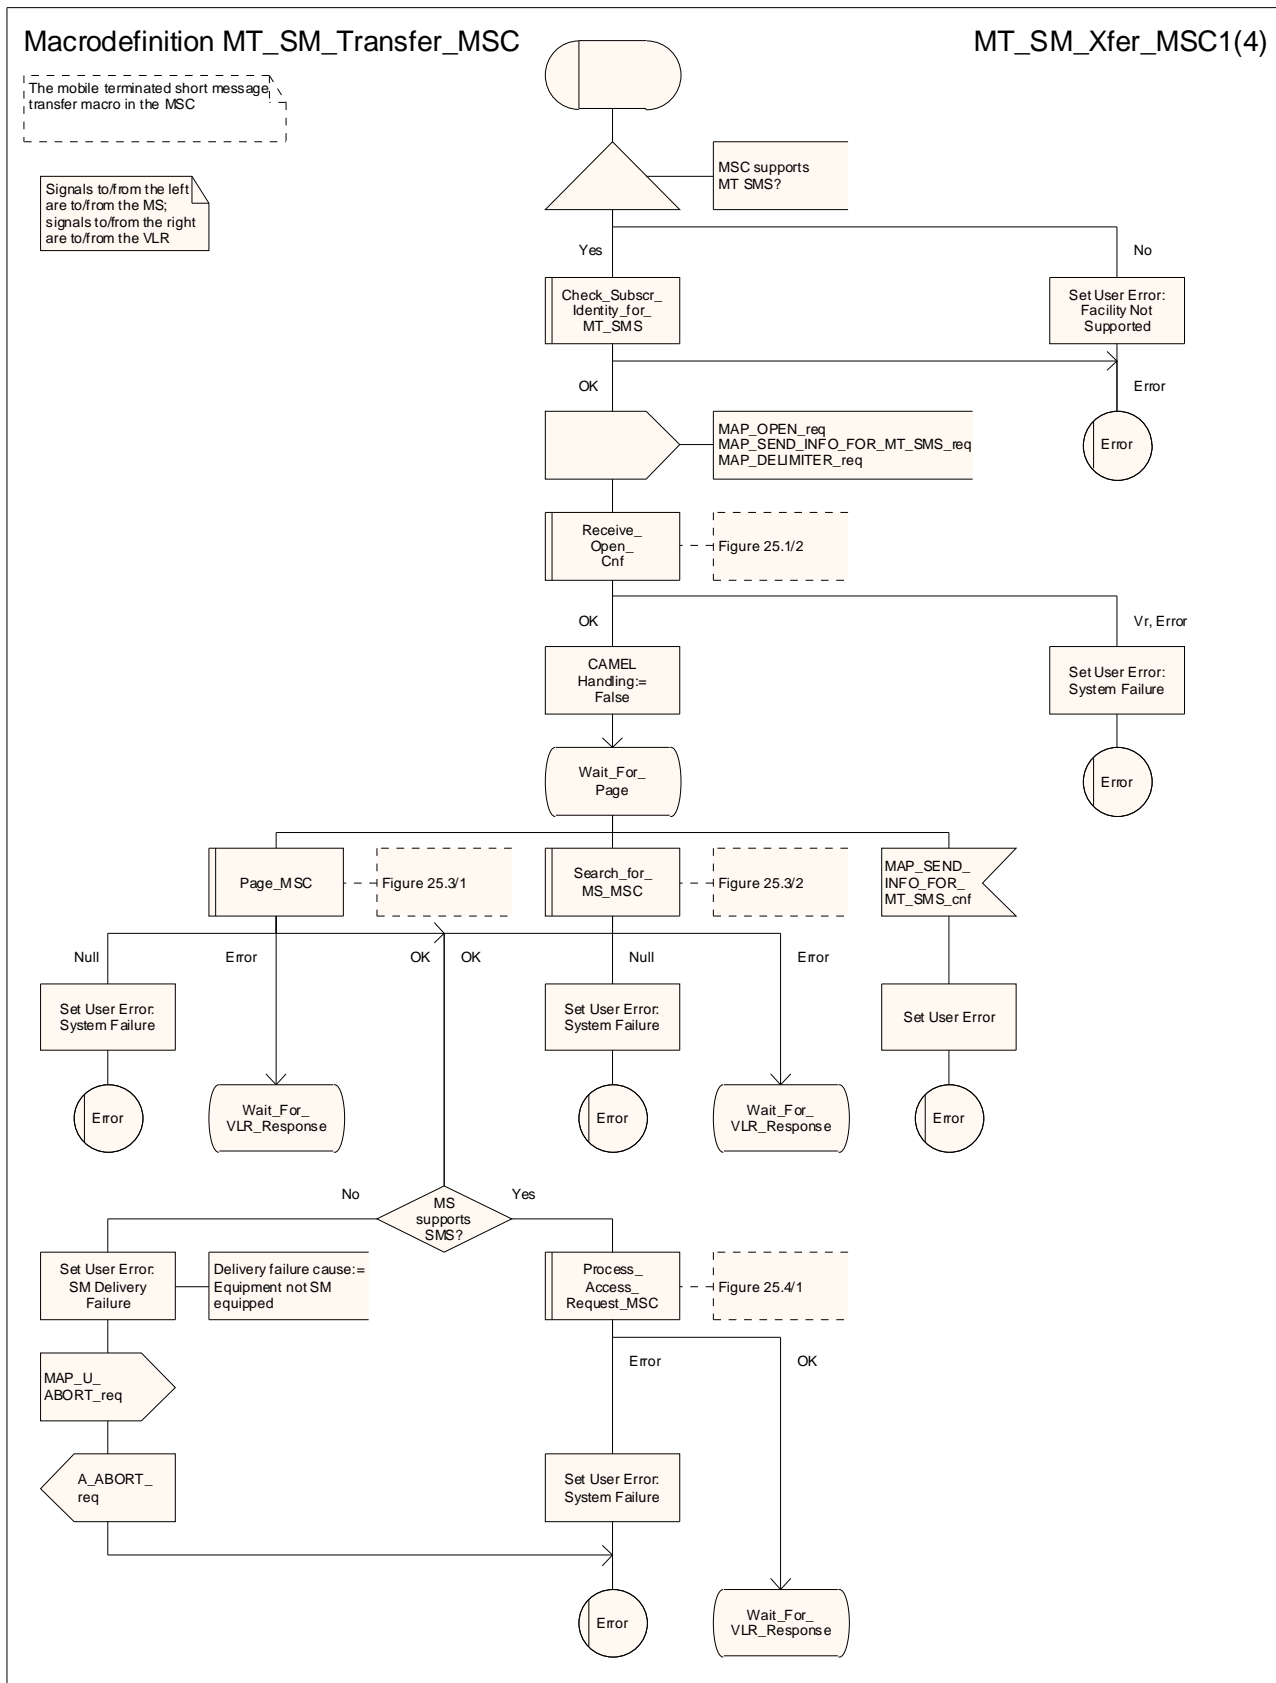 Macrodefinition MT_SM_Transfer_MSC
MT_SM_Xfer_MSC1(4)
The mobile terminated short message
transfer macro in the MSC
Signals to/from the left
are to/from the MS;
signals to/from the right
are to/from the VLR
MSC supports
MT SMS?
Yes
No
Check_Subscr_
Identity_for_
MT_SMS
Set User Error:
Facility Not
Supported
OK
Error
MAP_OPEN_req
MAP_SEND_INFO_FOR_MT_SMS_req
MAP_DELIMITER_req
Error
Receive_
Open_
Cnf
Figure 25.1/2
OK
Vr, Error
CAMEL
Handling:=
False
Set User Error:
System Failure
Wait_For_
Page
Error
Page_MSC
Figure 25.3/1
Search_for_
MS_MSC
Figure 25.3/2
MAP_SEND_
INFO_FOR_
MT_SMS_cnf
Null
Error
OK
OK
Null
Error
Set User Error:
System Failure
Set User Error:
System Failure
Set User Error
Error
Wait_For_
VLR_Response
Error
Wait_For_
VLR_Response
Error
No
MS
supports
SMS?
Yes
Set User Error:
SM Delivery
Failure
Delivery failure cause:=
Equipment not SM
equipped
Process_
Access_
Request_MSC
Figure 25.4/1
Error
OK
MAP_U_
ABORT_req
A_ABORT_
req
Set User Error:
System Failure
Error
Wait_For_
VLR_Response